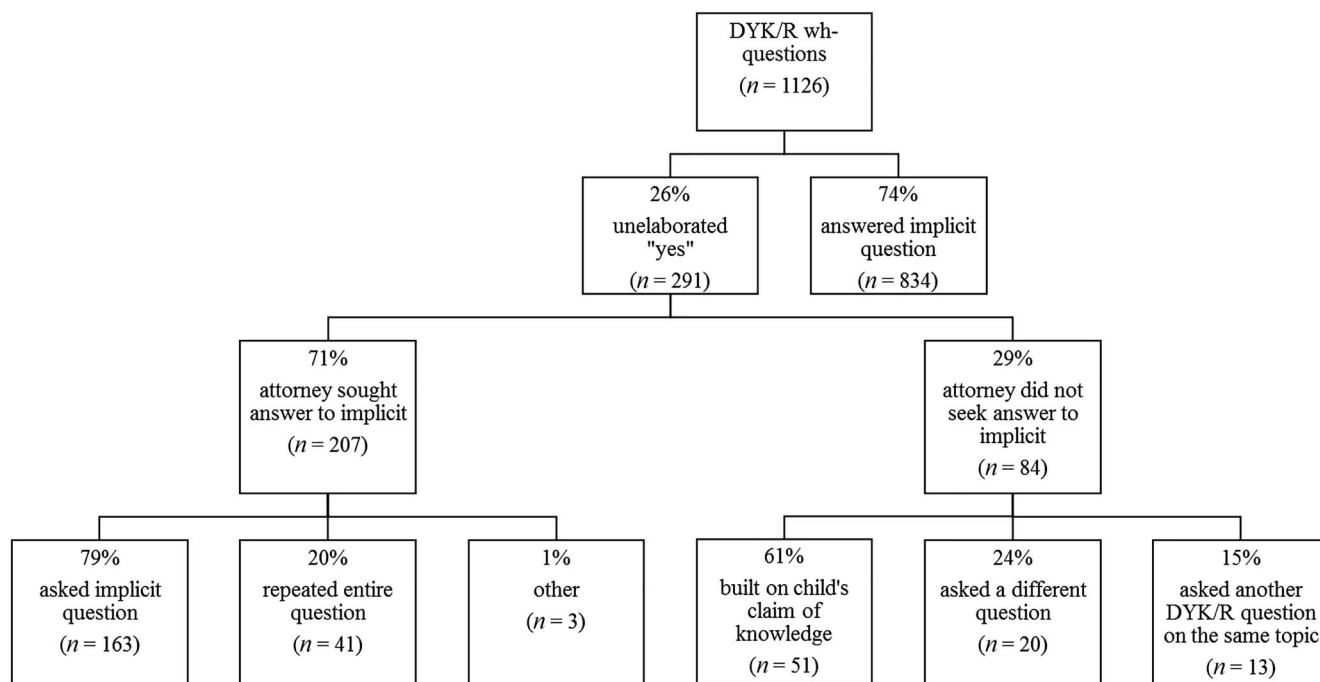 DYK/R wh-
questions
(n = 1126)
26%
unelaborated
"yes"
(n = 291)
74%
answered implicit
question
(n = 834)
71%
attorney sought
answer to implicit
(n = 207)
29%
attorney did not
seek answer to
implicit
(n = 84)
79%
asked implicit
question
(n = 163)
20%
repeated entire
question
(n = 41)
1%
other
(n = 3)
61%
built on child's
claim of
knowledge
(n = 51)
24%
asked a different
question
(n = 20)
15%
asked another
DYK/R question
on the same topic
(n = 13)